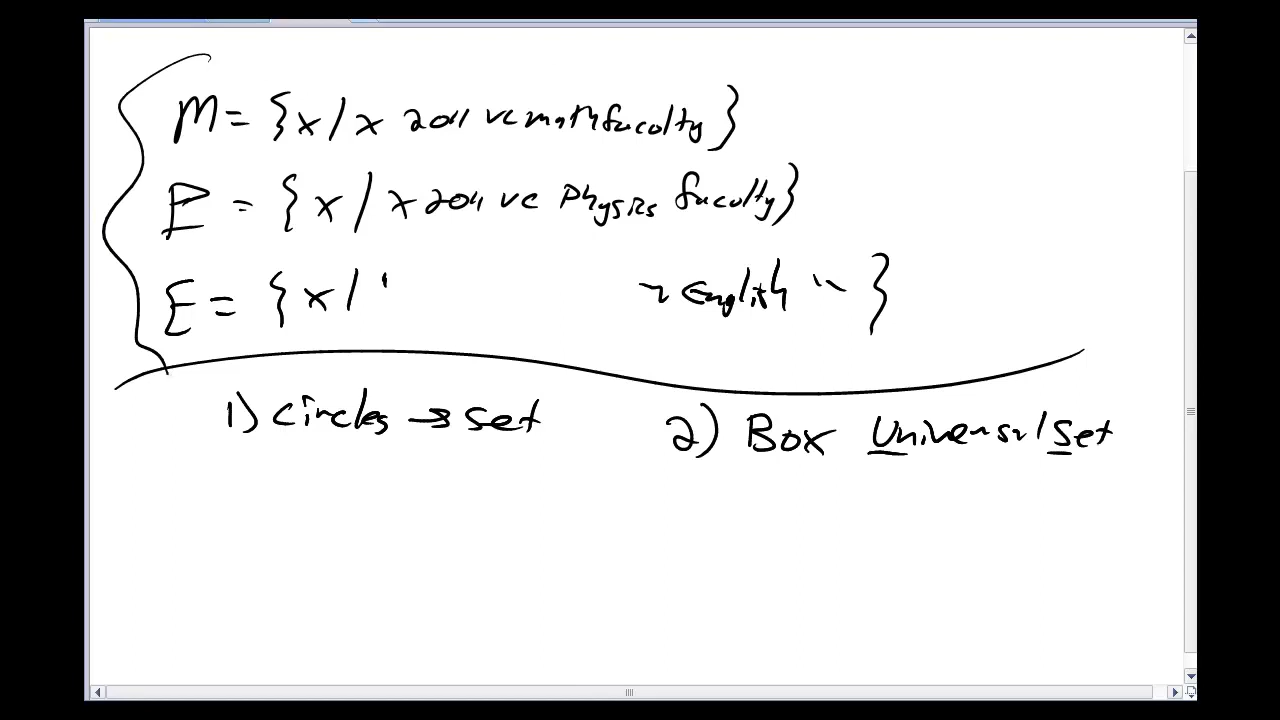 M = {x / x 2011 VC math faculty}
P = {x / x 2011 VC Physics faculty}
E = {x / " ~ English " ~ }
1) Circles → Set
2) Box Universal Set